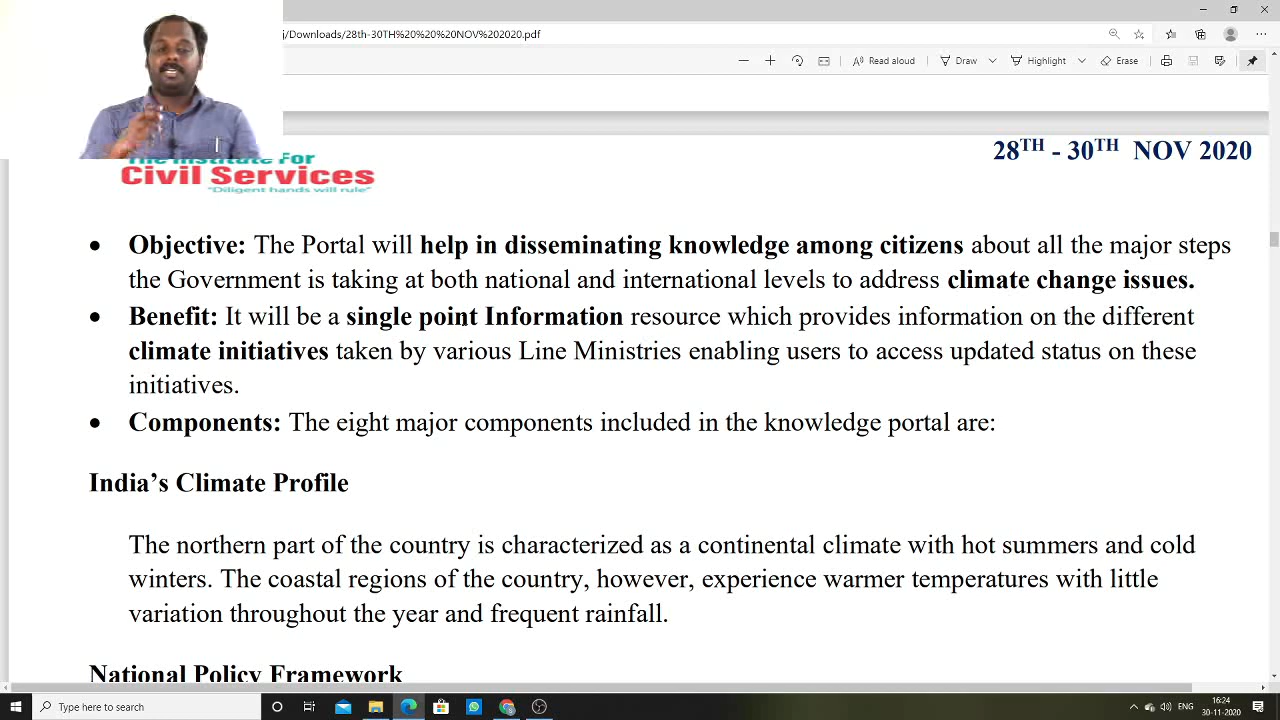 j/Downloads/28th-30TH%20%20%20NOV%202020.pdf
Read aloud Draw Highlight Erase
The Institute For
Civil Services
"Diligent hands will rule"
28TH - 30TH NOV 2020
• Objective: The Portal will help in disseminating knowledge among citizens about all the major steps
the Government is taking at both national and international levels to address climate change issues.
• Benefit: It will be a single point Information resource which provides information on the different
climate initiatives taken by various Line Ministries enabling users to access updated status on these
initiatives.
• Components: The eight major components included in the knowledge portal are:
India’s Climate Profile
The northern part of the country is characterized as a continental climate with hot summers and cold
winters. The coastal regions of the country, however, experience warmer temperatures with little
variation throughout the year and frequent rainfall.
National Policy Framework
Type here to search
ENG
16:24
30-11-2020